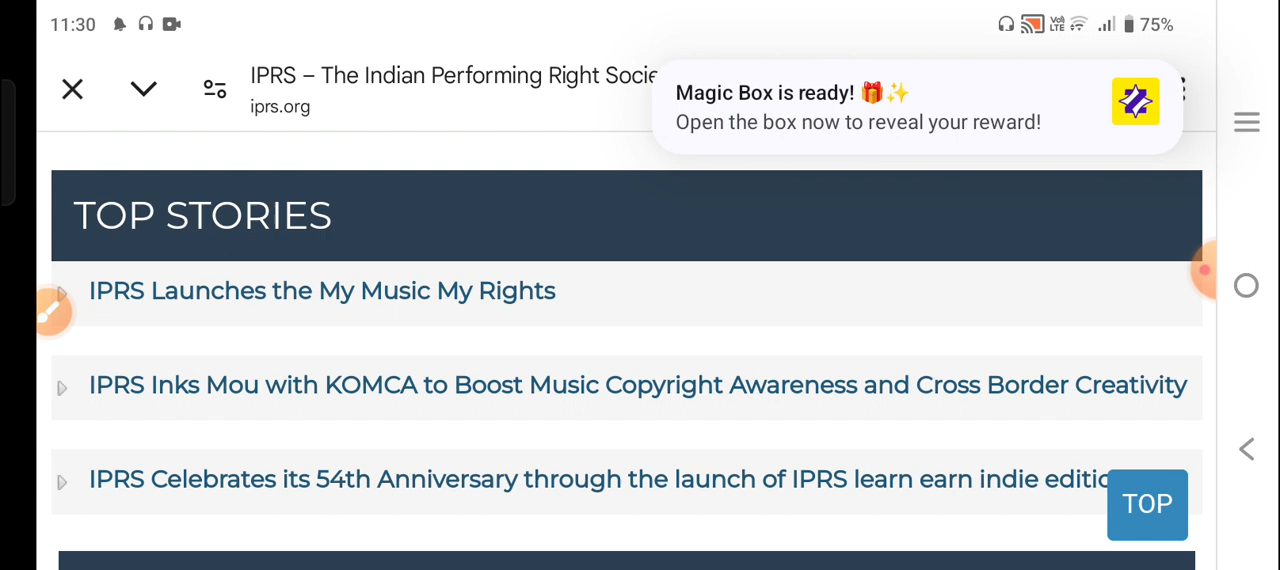 11:30
Vo) LTE 75%
IPRS – The Indian Performing Right Socie
iprs.org
Magic Box is ready! 🎁✨
Open the box now to reveal your reward!
TOP STORIES
IPRS Launches the My Music My Rights
IPRS Inks Mou with KOMCA to Boost Music Copyright Awareness and Cross Border Creativity
IPRS Celebrates its 54th Anniversary through the launch of IPRS learn earn indie editio
TOP